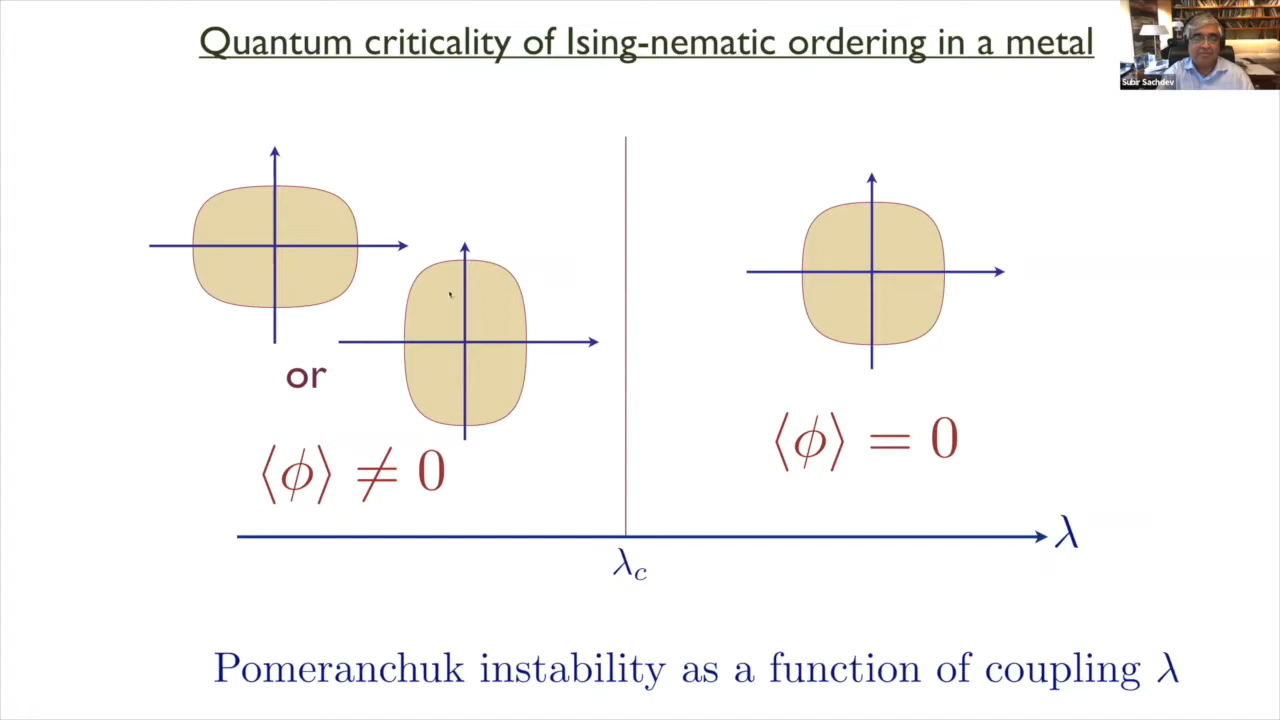 Quantum criticality of Ising-nematic ordering in a metal
Subir Sachdev
or
⟨ϕ⟩ ≠ 0
⟨ϕ⟩ = 0
λ
λ_c
Pomeranchuk instability as a function of coupling λ